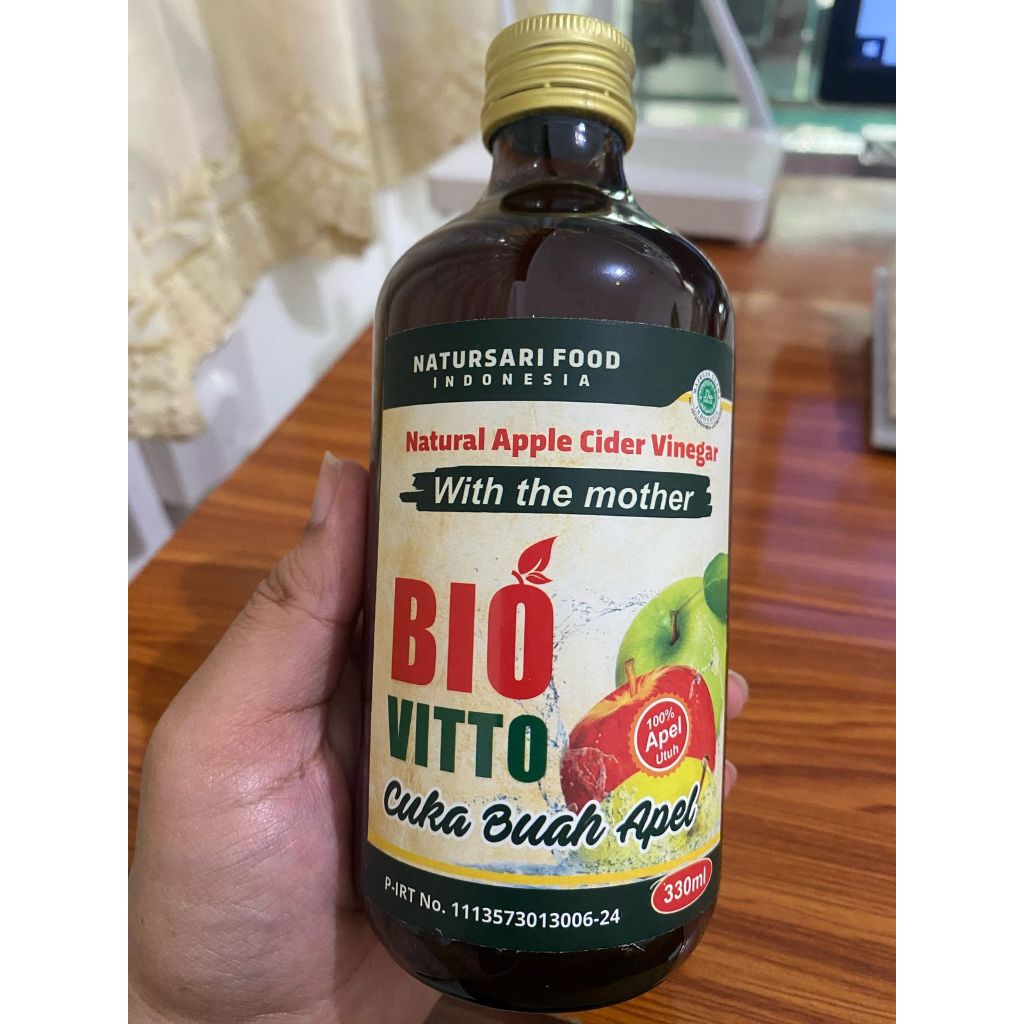 NATURSARI FOOD
INDONESIA
Natural Apple Cider Vinegar
With the mother
BIO
VITTO
100%
Apel
Utuh
Cuka Buah Apel
330ml
P-IRT No. 1113573013006-24